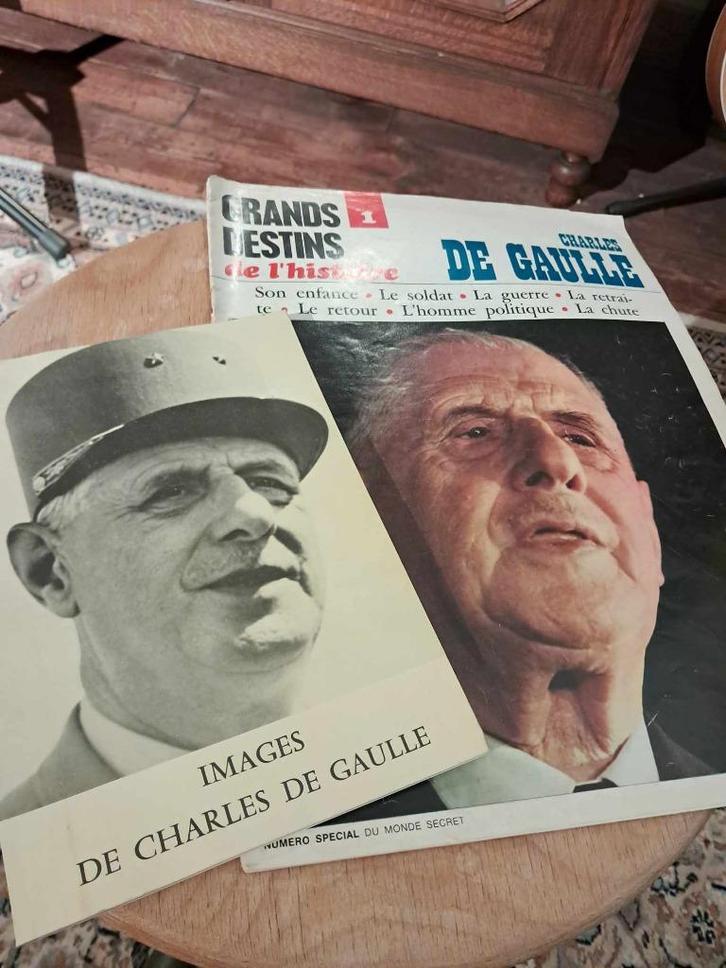 GRANDS
DESTINS
de l'histoire
1
CHARLES
DE GAULLE
Son enfance • Le soldat • La guerre • La retrai-
te • Le retour • L'homme politique • La chute
IMAGES
DE CHARLES DE GAULLE
NUMERO SPECIAL DU MONDE SECRET